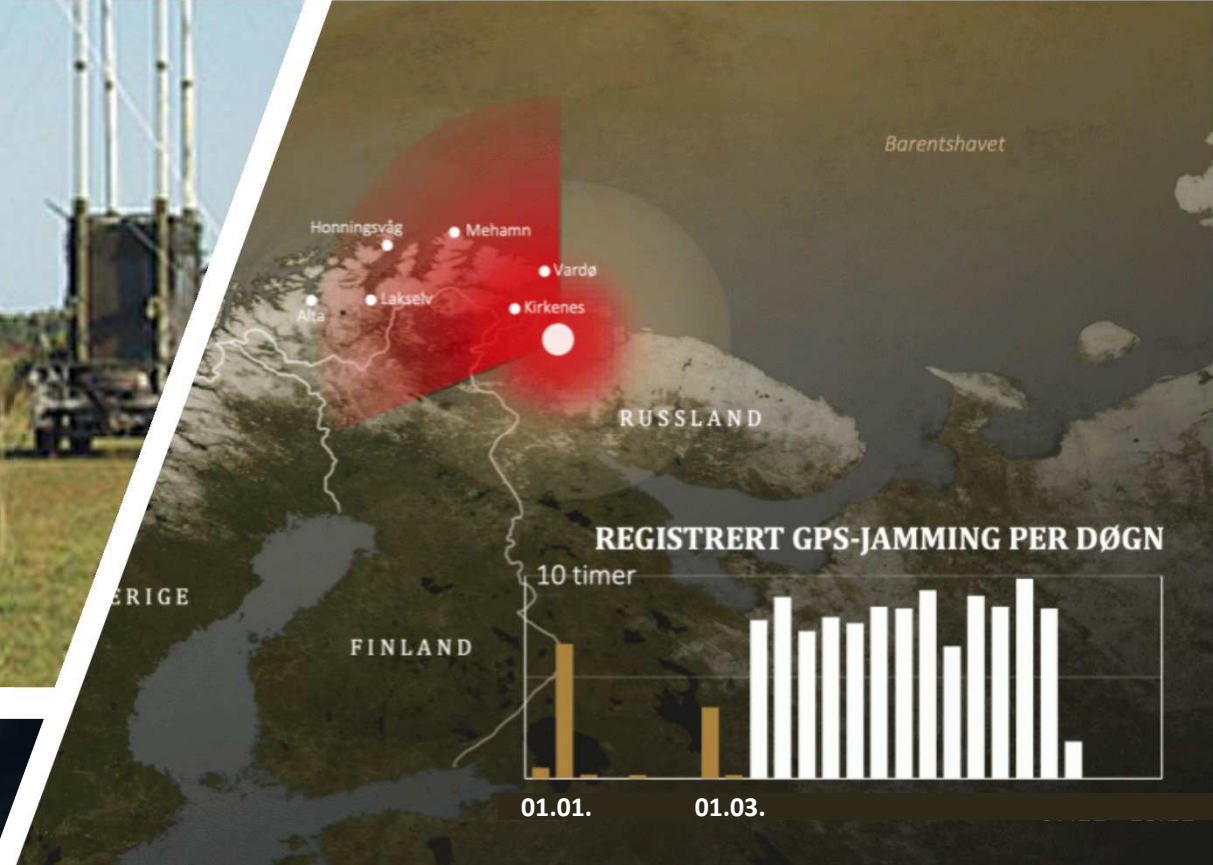 Barentshavet
Honningsvåg
Mehamn
Vardø
Alta
Lakselv
Kirkenes
RUSSLAND
REGISTRERT GPS-JAMMING PER DØGN
10 timer
ERIGE
FINLAND
01.01. 01.03.